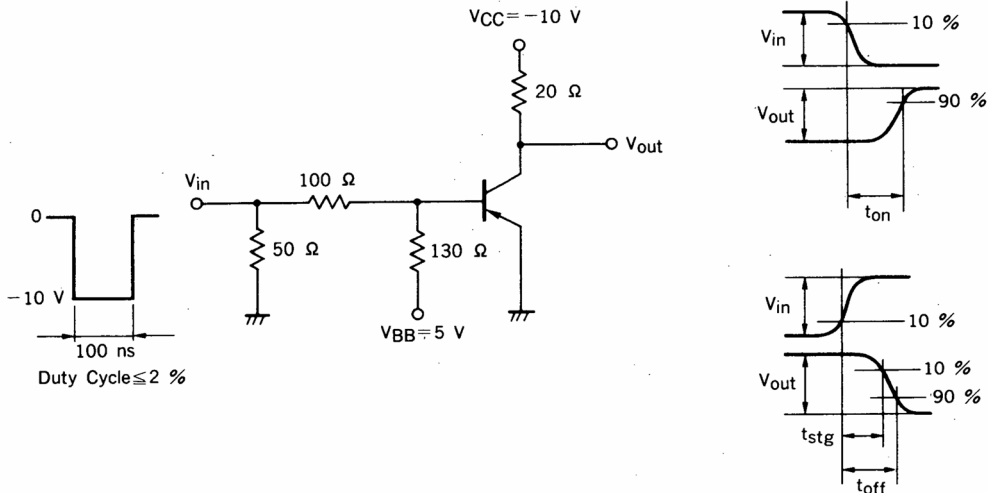 VCC=−10 V
20 Ω
Vout
Vin
100 Ω
0
50 Ω
130 Ω
−10 V
VBB=5 V
100 ns
Duty Cycle≦2 %
Vin
10 %
Vout
90 %
ton
Vin
10 %
Vout
10 %
90 %
tstg
toff